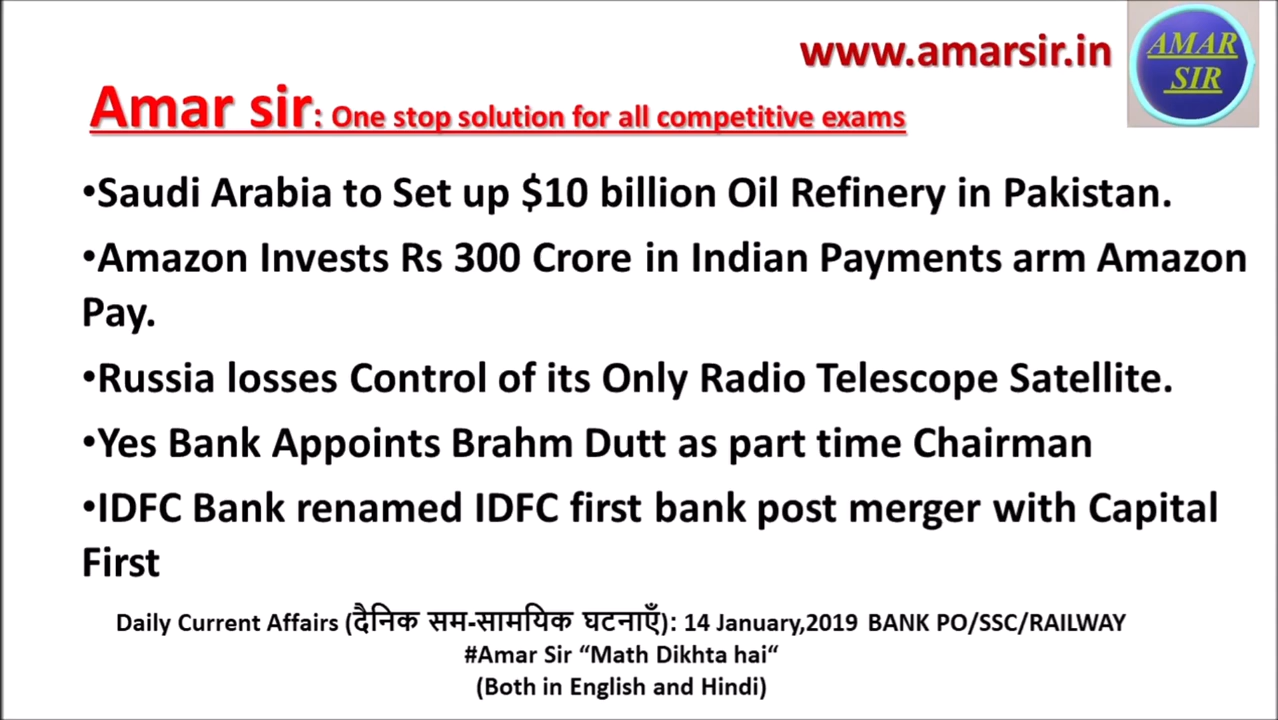 www.amarsir.in
AMAR
SIR
Amar sir: One stop solution for all competitive exams
•Saudi Arabia to Set up $10 billion Oil Refinery in Pakistan.
•Amazon Invests Rs 300 Crore in Indian Payments arm Amazon
Pay.
•Russia losses Control of its Only Radio Telescope Satellite.
•Yes Bank Appoints Brahm Dutt as part time Chairman
•IDFC Bank renamed IDFC first bank post merger with Capital
First
Daily Current Affairs (दैनिक सम-सामयिक घटनाएँ): 14 January,2019 BANK PO/SSC/RAILWAY
#Amar Sir “Math Dikhta hai“
(Both in English and Hindi)